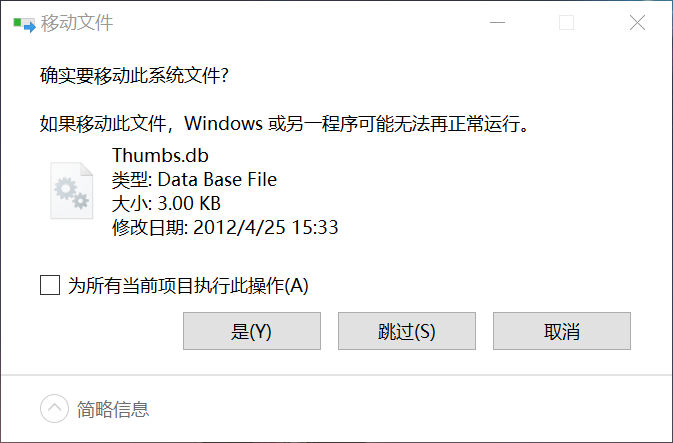 移动文件
确实要移动此系统文件?
如果移动此文件，Windows 或另一程序可能无法再正常运行。
Thumbs.db
类型: Data Base File
大小: 3.00 KB
修改日期: 2012/4/25 15:33
为所有当前项目执行此操作(A)
是(Y)
跳过(S)
取消
简略信息